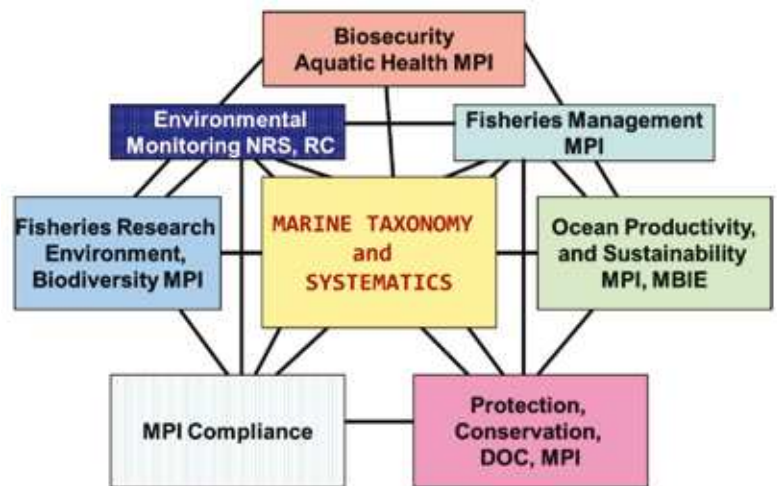 Biosecurity
Aquatic Health MPI
Environmental
Monitoring NRS, RC
Fisheries Management
MPI
Fisheries Research
Environment,
Biodiversity MPI
MARINE TAXONOMY
and
SYSTEMATICS
Ocean Productivity,
and Sustainability
MPI, MBIE
MPI Compliance
Protection,
Conservation,
DOC, MPI